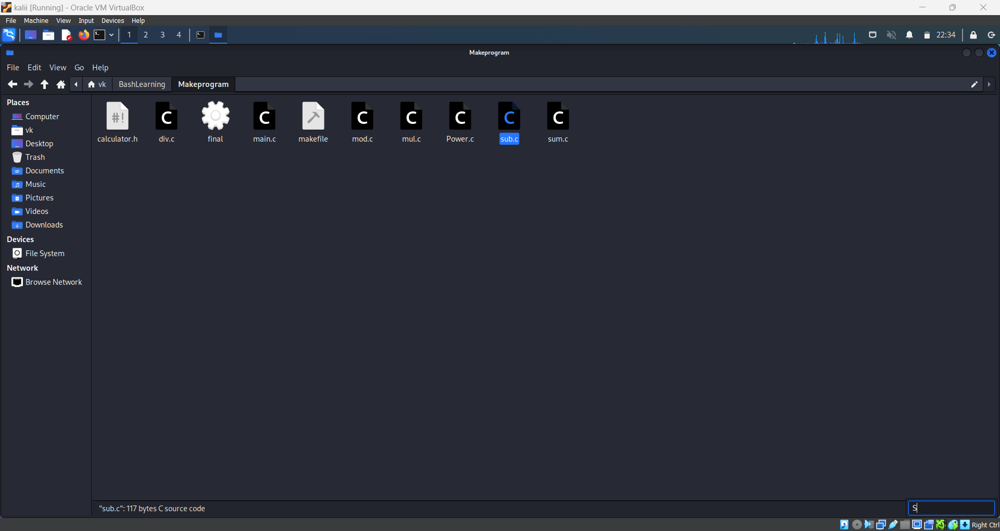 kalii [Running] - Oracle VM VirtualBox
File Machine View Input Devices Help
1 2 3 4 22:34
Makeprogram
File Edit View Go Help
vk BashLearning Makeprogram
Places
Computer
vk
Desktop
Trash
Documents
Music
Pictures
Videos
Downloads
Devices
File System
Network
Browse Network
#! C C C C C C C
calculator.h div.c final main.c makefile mod.c mul.c Power.c sub.c sum.c
"sub.c": 117 bytes C source code
S
Right Ctrl